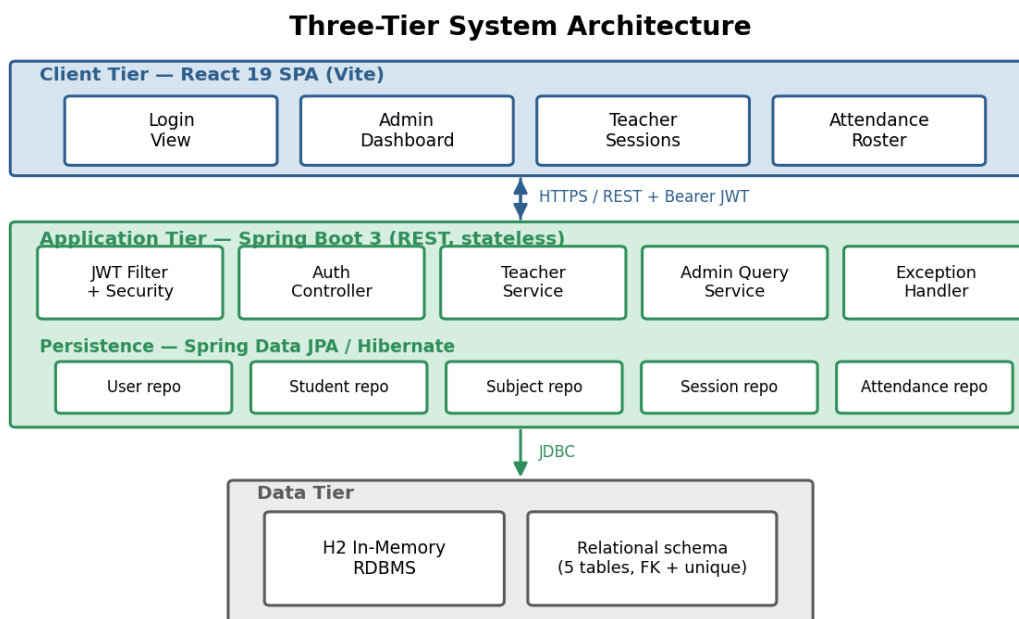 Three-Tier System Architecture
Client Tier — React 19 SPA (Vite)
Login
View
Admin
Dashboard
Teacher
Sessions
Attendance
Roster
HTTPS / REST + Bearer JWT
Application Tier — Spring Boot 3 (REST, stateless)
JWT Filter
+ Security
Auth
Controller
Teacher
Service
Admin Query
Service
Exception
Handler
Persistence — Spring Data JPA / Hibernate
User repo
Student repo
Subject repo
Session repo
Attendance repo
JDBC
Data Tier
H2 In-Memory
RDBMS
Relational schema
(5 tables, FK + unique)